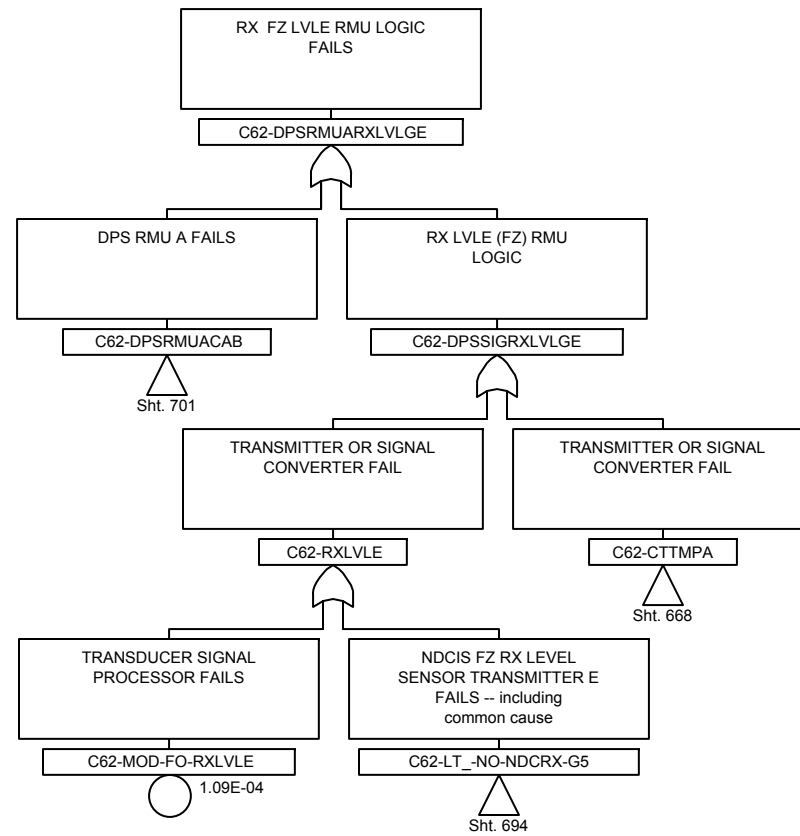 RX FZ LVLE RMU LOGIC
FAILS
C62-DPSRMUARXLVLGE
DPS RMU A FAILS
C62-DPSRMUACAB
Sht. 701
RX LVLE (FZ) RMU
LOGIC
C62-DPSSIGRXLVLGE
TRANSMITTER OR SIGNAL
CONVERTER FAIL
C62-RXLVLE
TRANSMITTER OR SIGNAL
CONVERTER FAIL
C62-CTTMPA
Sht. 668
TRANSDUCER SIGNAL
PROCESSOR FAILS
C62-MOD-FO-RXLVLE
1.09E-04
NDCIS FZ RX LEVEL
SENSOR TRANSMITTER E
FAILS -- including
common cause
C62-LT_-NO-NDCRX-G5
Sht. 694